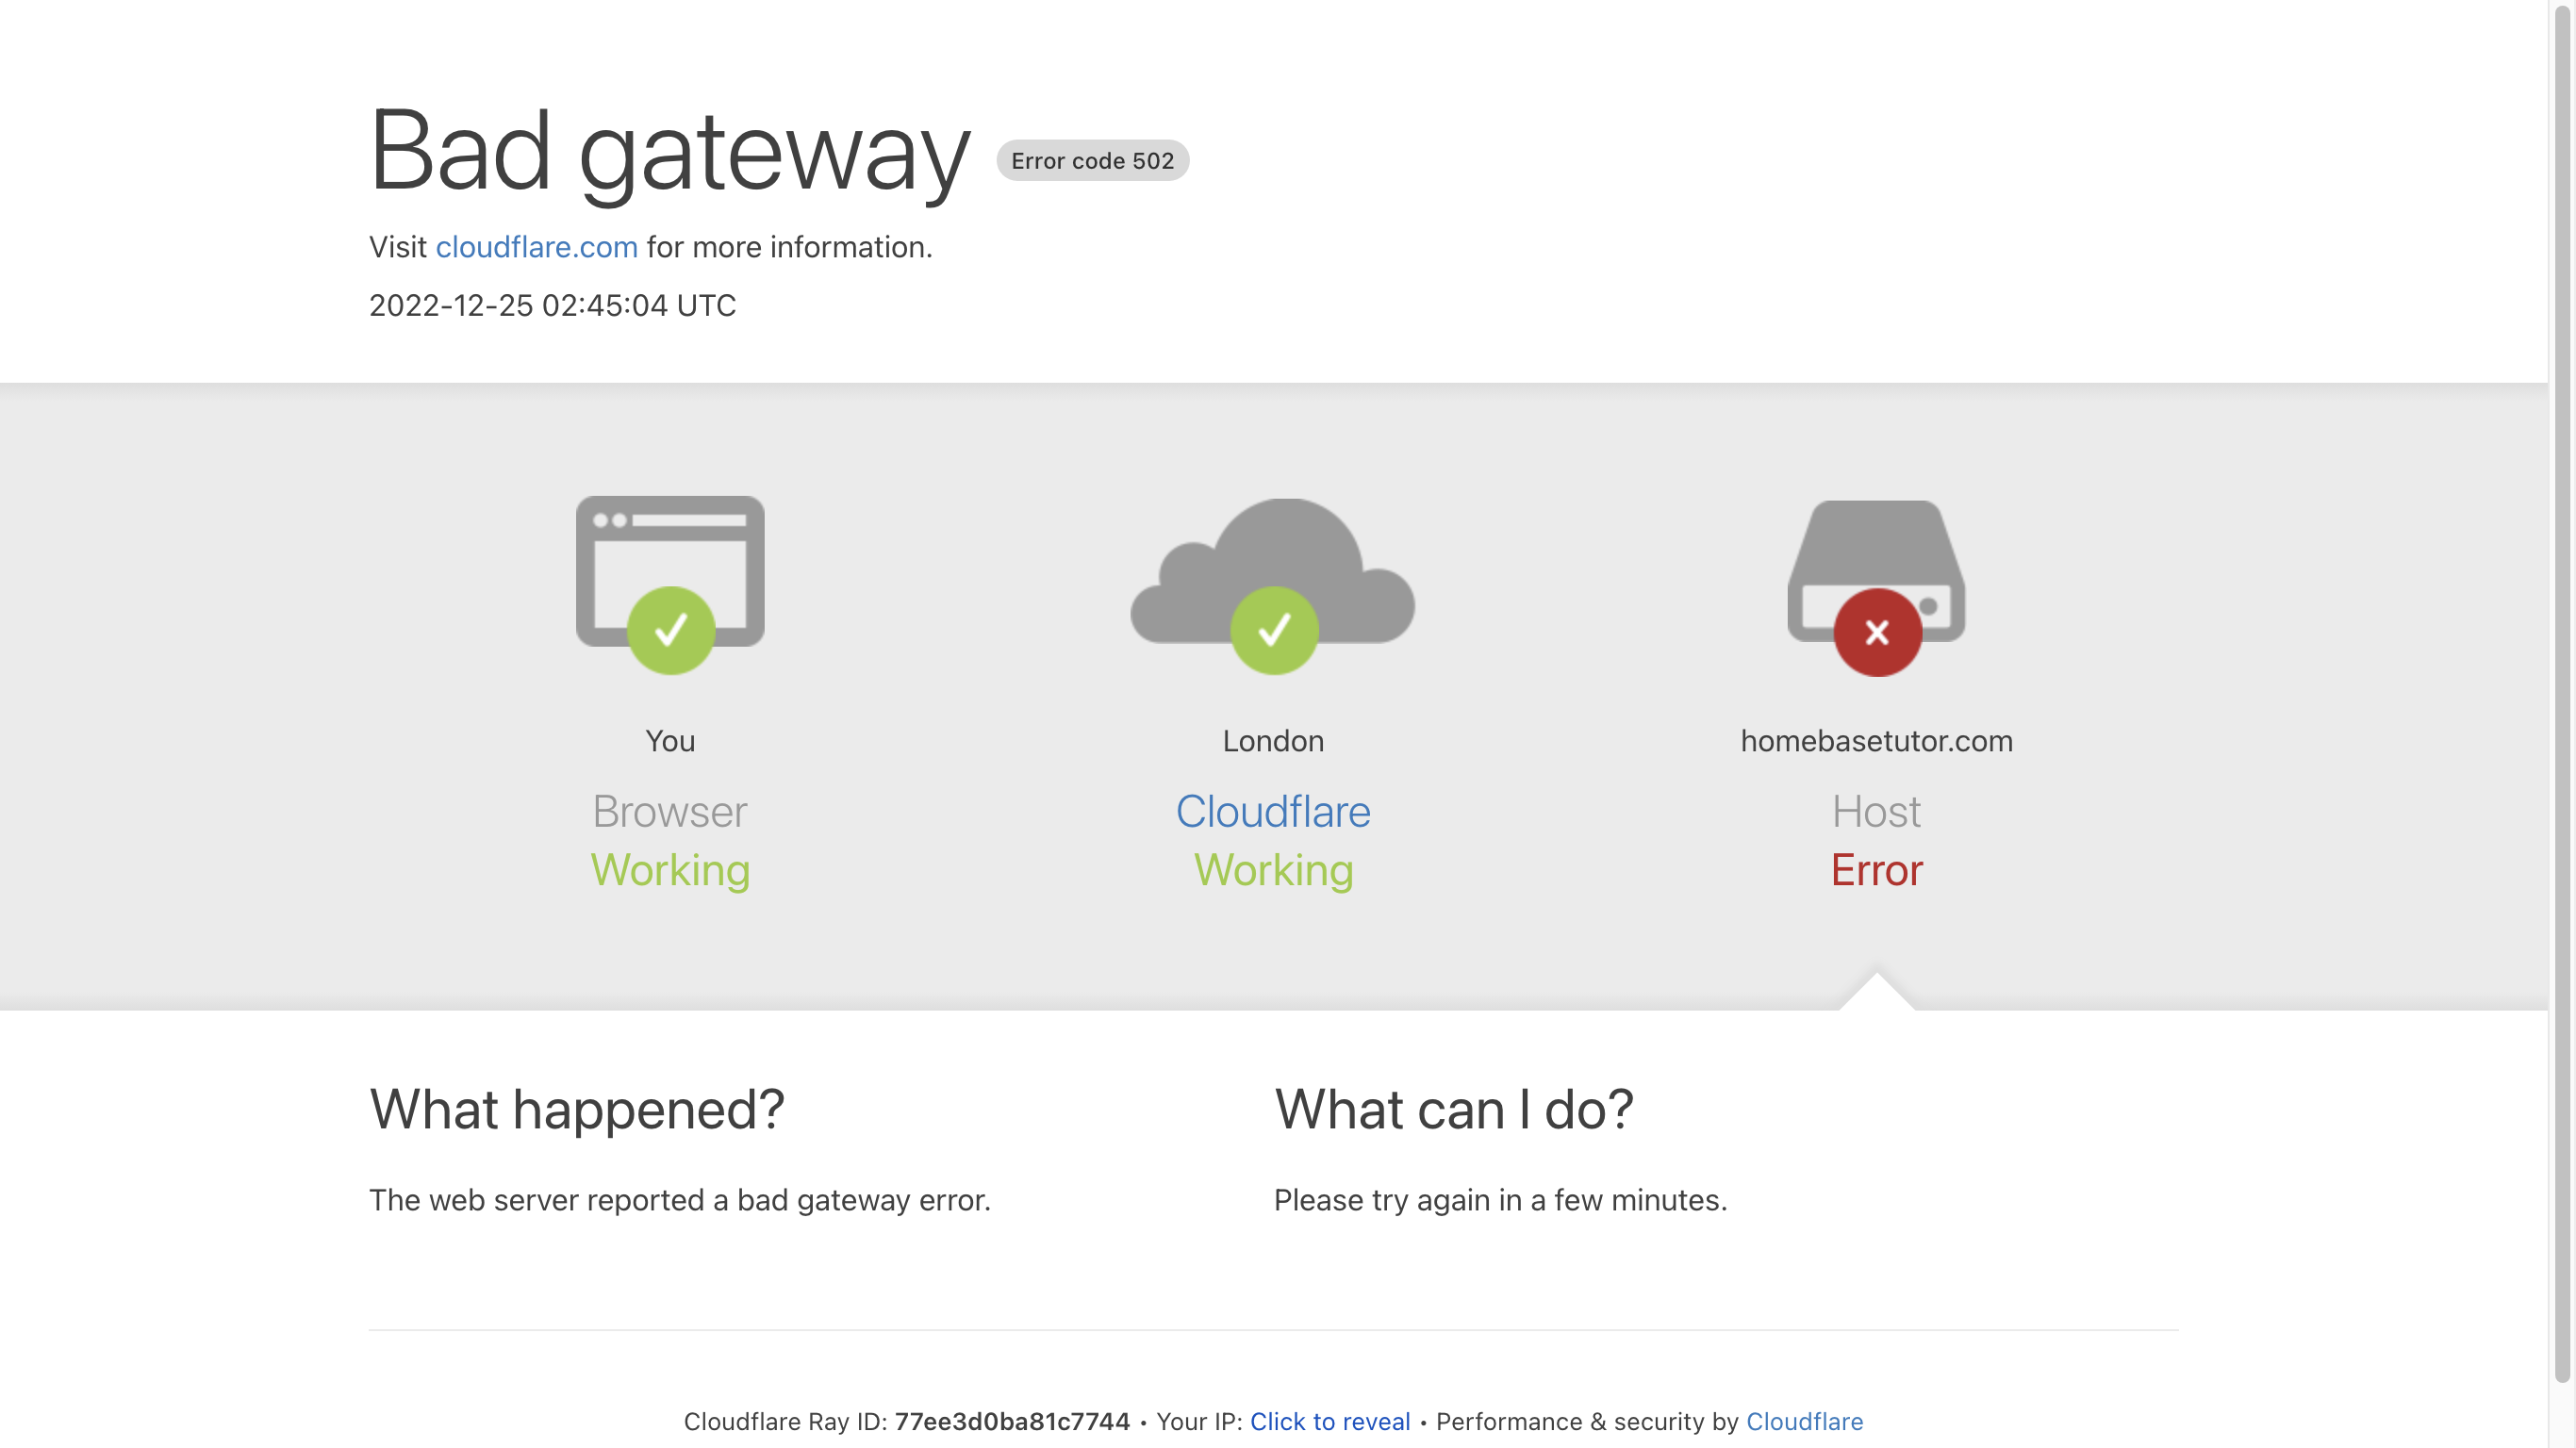 Bad gateway Error code 502
Visit cloudflare.com for more information.
2022-12-25 02:45:04 UTC
You
Browser
Working
London
Cloudflare
Working
homebasetutor.com
Host
Error
What happened?
The web server reported a bad gateway error.
What can I do?
Please try again in a few minutes.
Cloudflare Ray ID: 77ee3d0ba81c7744 • Your IP: Click to reveal • Performance & security by Cloudflare